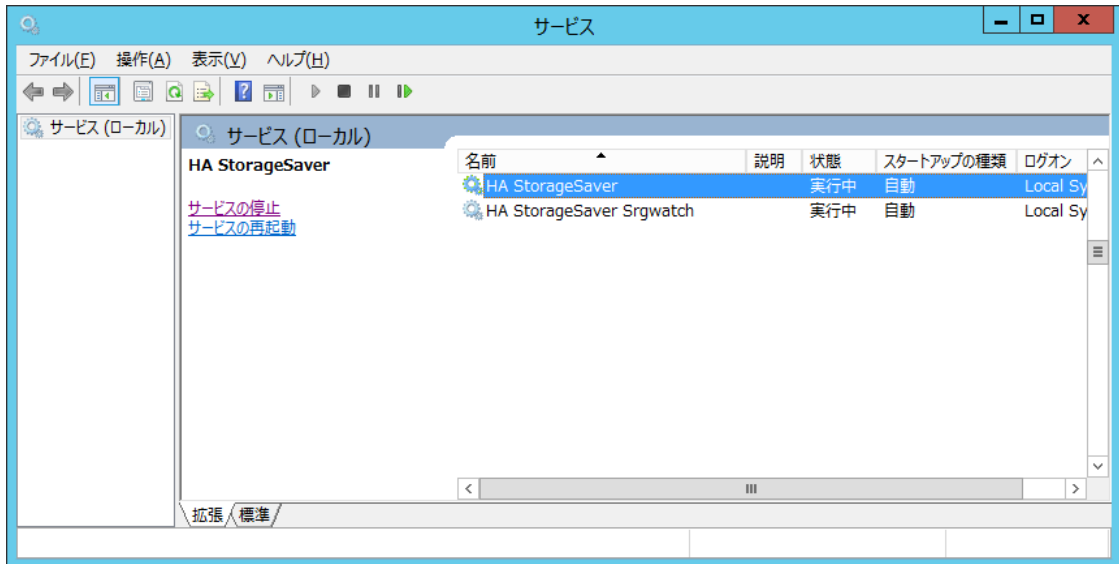 サービス
ファイル(F) 操作(A) 表示(V) ヘルプ(H)
サービス (ローカル)
サービス (ローカル)
HA StorageSaver
サービスの停止
サービスの再起動
名前 説明 状態 スタートアップの種類 ログオン
HA StorageSaver 実行中 自動 Local Sy
HA StorageSaver Srgwatch 実行中 自動 Local Sy
拡張 標準